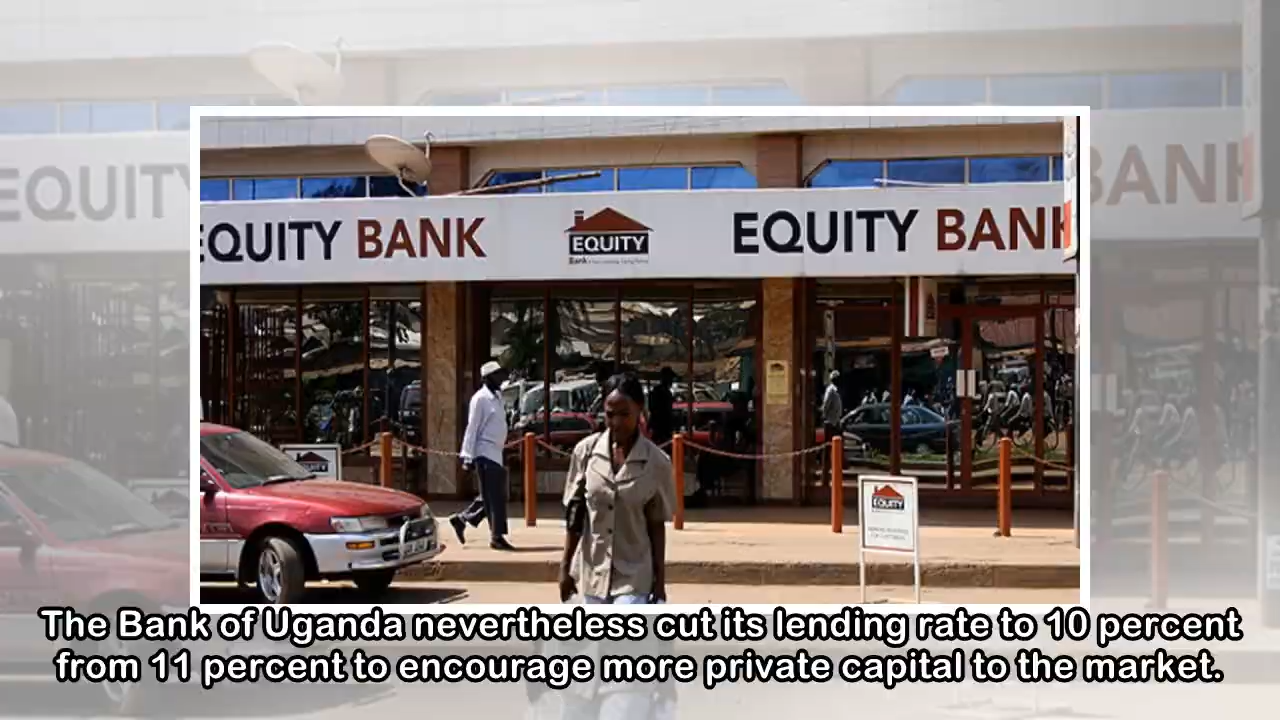 EQUITY BANK
EQUITY
Bank
EQUITY BANK
EQUITY
The Bank of Uganda nevertheless cut its lending rate to 10 percent
from 11 percent to encourage more private capital to the market.